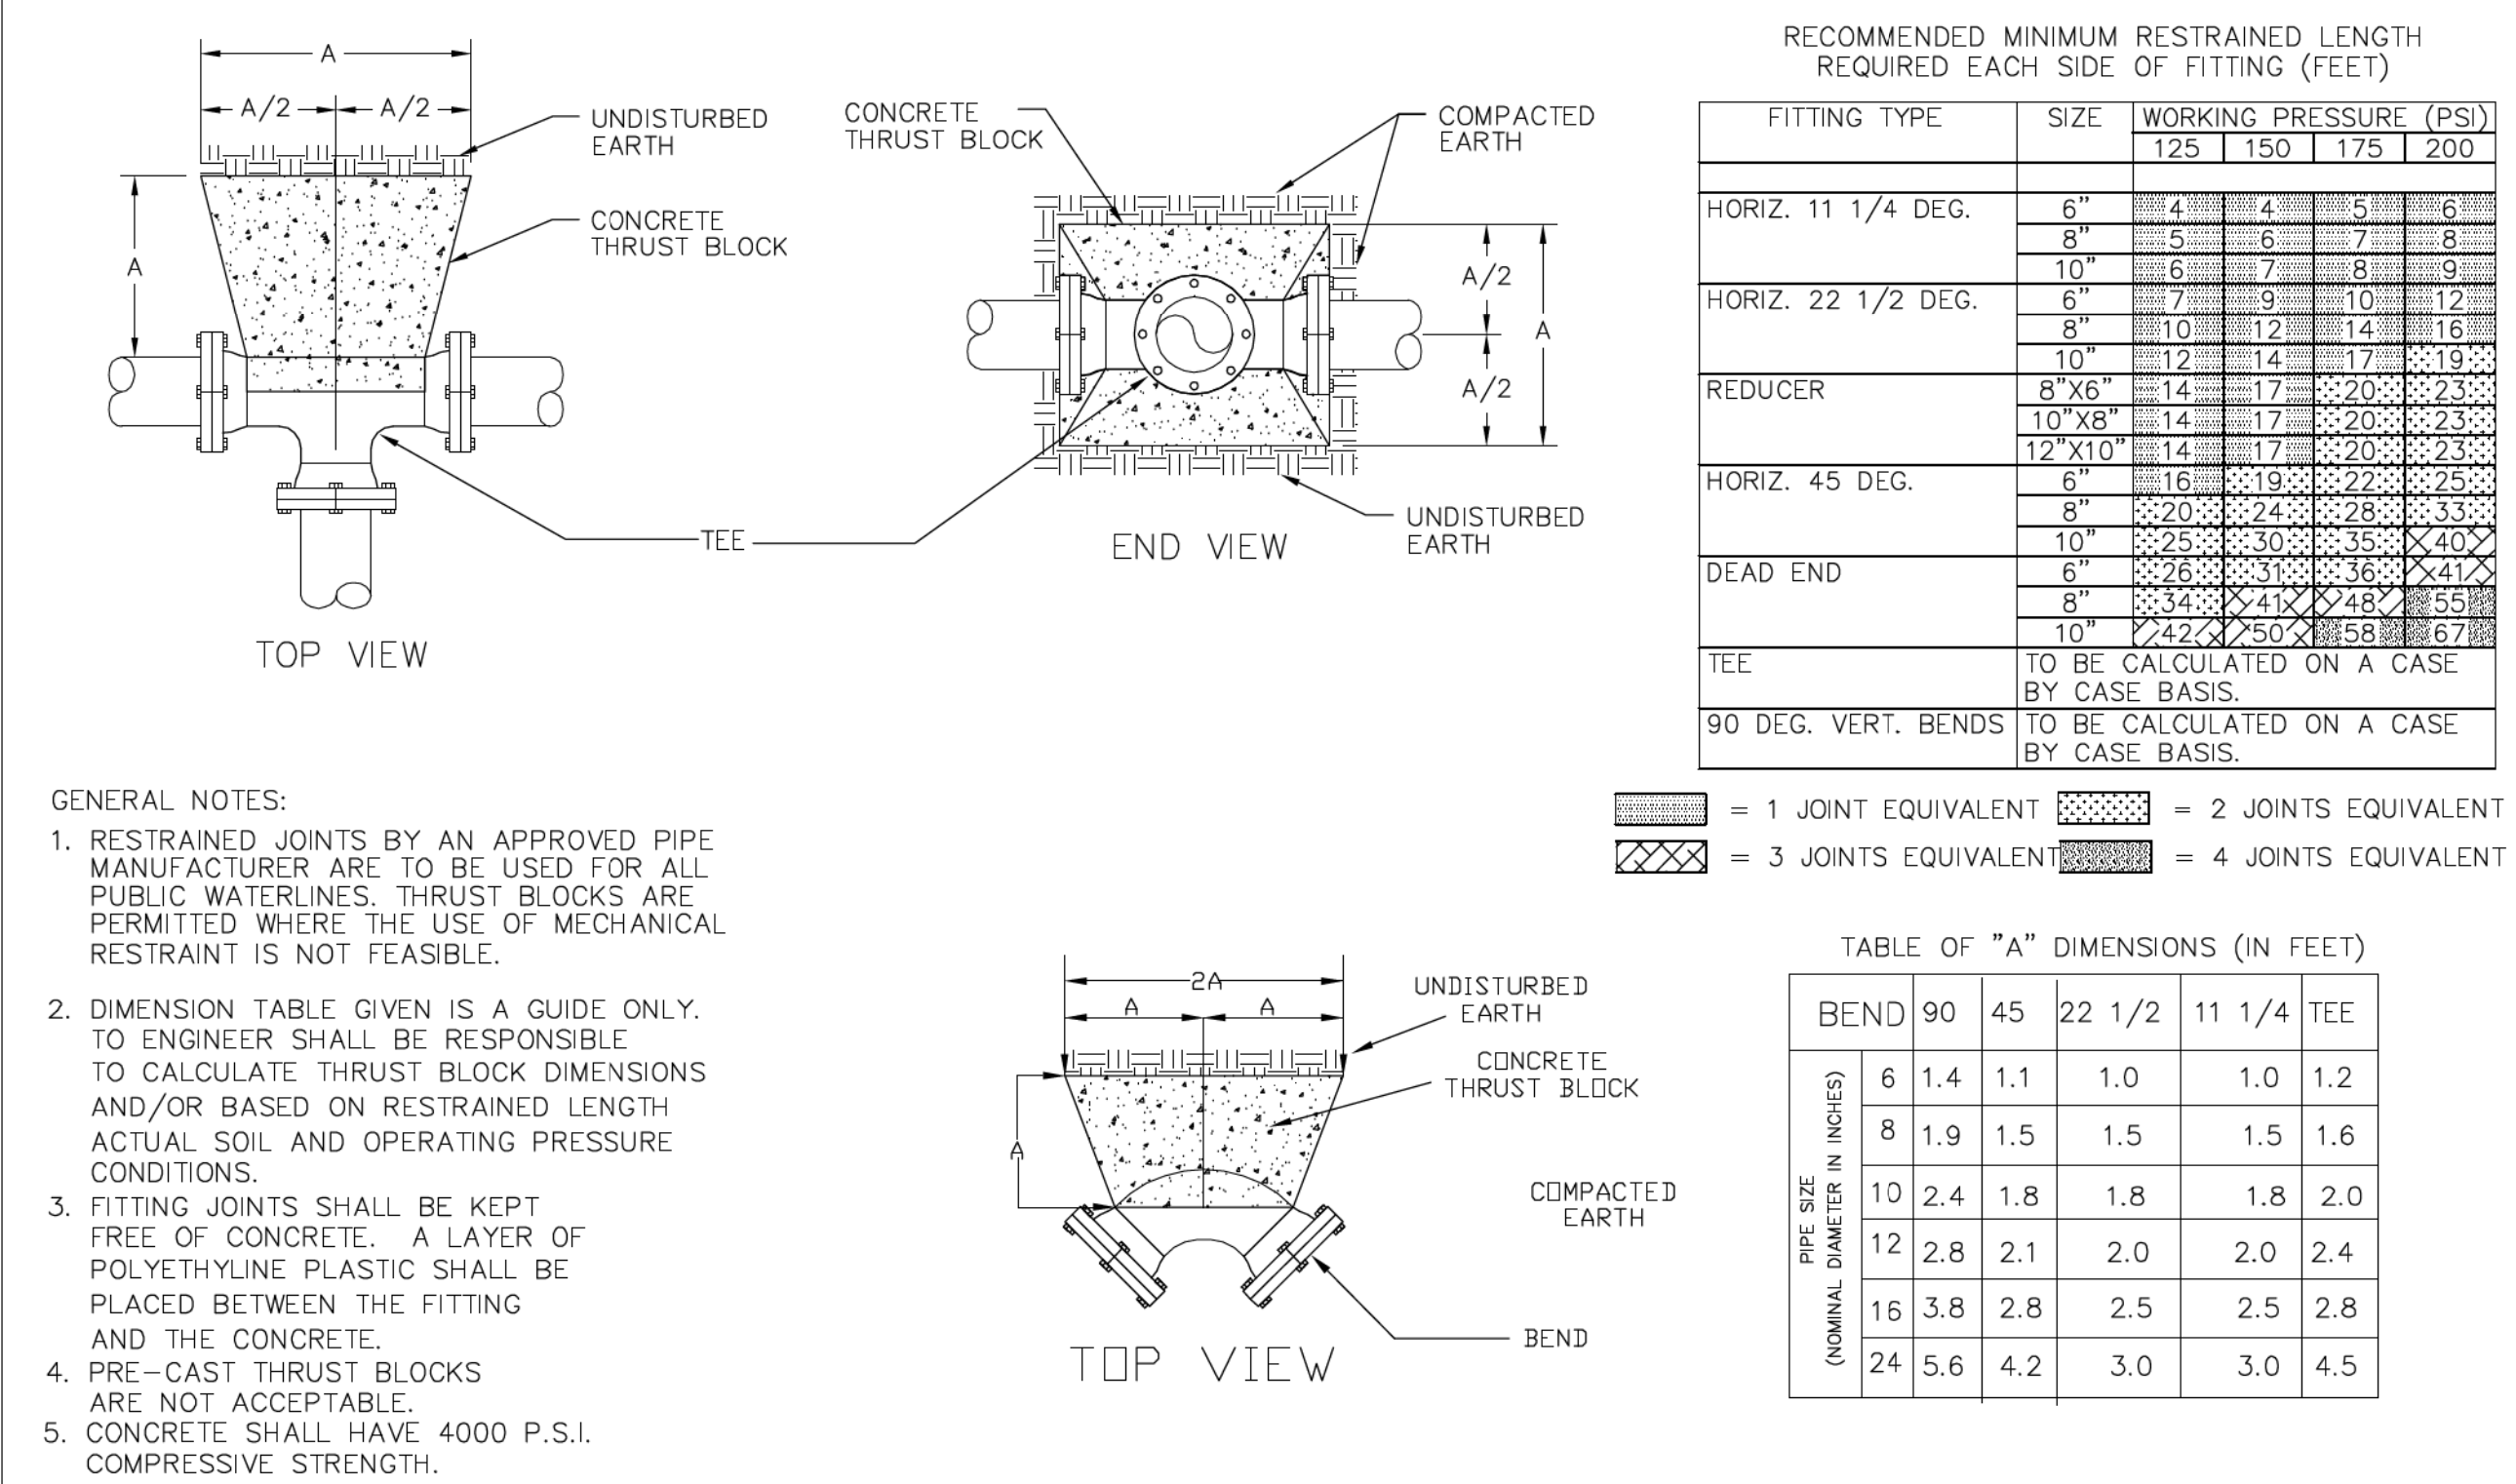 A
A/2
A/2
A
UNDISTURBED
EARTH
CONCRETE
THRUST BLOCK
TEE
TOP VIEW
CONCRETE
THRUST BLOCK
COMPACTED
EARTH
A/2
A
A/2
UNDISTURBED
EARTH
END VIEW
RECOMMENDED MINIMUM RESTRAINED LENGTH
REQUIRED EACH SIDE OF FITTING (FEET)
FITTING TYPE SIZE WORKING PRESSURE (PSI)
125 150 175 200
HORIZ. 11 1/4 DEG. 6" 4 4 5 6
8" 5 6 7 8
10" 6 7 8 9
HORIZ. 22 1/2 DEG. 6" 7 9 10 12
8" 10 12 14 16
10" 12 14 17 19
REDUCER 8"X6" 14 17 20 23
10"X8" 14 17 20 23
12"X10" 14 17 20 23
HORIZ. 45 DEG. 6" 16 19 22 25
8" 20 24 28 33
10" 25 30 35 40
DEAD END 6" 26 31 36 41
8" 34 41 48 55
10" 42 50 58 67
TEE TO BE CALCULATED ON A CASE
BY CASE BASIS.
90 DEG. VERT. BENDS TO BE CALCULATED ON A CASE
BY CASE BASIS.
= 1 JOINT EQUIVALENT = 2 JOINTS EQUIVALENT
= 3 JOINTS EQUIVALENT = 4 JOINTS EQUIVALENT
GENERAL NOTES:
1. RESTRAINED JOINTS BY AN APPROVED PIPE
MANUFACTURER ARE TO BE USED FOR ALL
PUBLIC WATERLINES. THRUST BLOCKS ARE
PERMITTED WHERE THE USE OF MECHANICAL
RESTRAINT IS NOT FEASIBLE.
2. DIMENSION TABLE GIVEN IS A GUIDE ONLY.
TO ENGINEER SHALL BE RESPONSIBLE
TO CALCULATE THRUST BLOCK DIMENSIONS
AND/OR BASED ON RESTRAINED LENGTH
ACTUAL SOIL AND OPERATING PRESSURE
CONDITIONS.
3. FITTING JOINTS SHALL BE KEPT
FREE OF CONCRETE. A LAYER OF
POLYETHYLINE PLASTIC SHALL BE
PLACED BETWEEN THE FITTING
AND THE CONCRETE.
4. PRE-CAST THRUST BLOCKS
ARE NOT ACCEPTABLE.
5. CONCRETE SHALL HAVE 4000 P.S.I.
COMPRESSIVE STRENGTH.
2A
A
A
A
UNDISTURBED
EARTH
CONCRETE
THRUST BLOCK
COMPACTED
EARTH
BEND
TOP VIEW
TABLE OF "A" DIMENSIONS (IN FEET)
BEND 90 45 22 1/2 11 1/4 TEE
PIPE SIZE
(NOMINAL DIAMETER IN INCHES)
6 1.4 1.1 1.0 1.0 1.2
8 1.9 1.5 1.5 1.5 1.6
10 2.4 1.8 1.8 1.8 2.0
12 2.8 2.1 2.0 2.0 2.4
16 3.8 2.8 2.5 2.5 2.8
24 5.6 4.2 3.0 3.0 4.5